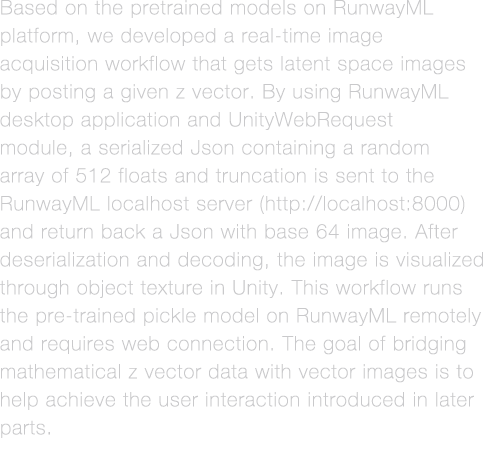 Based on the pretrained models on RunwayML
platform, we developed a real-time image
acquisition workflow that gets latent space images
by posting a given z vector. By using RunwayML
desktop application and UnityWebRequest
module, a serialized Json containing a random
array of 512 floats and truncation is sent to the
RunwayML localhost server (http://localhost:8000)
and return back a Json with base 64 image. After
deserialization and decoding, the image is visualized
through object texture in Unity. This workflow runs
the pre-trained pickle model on RunwayML remotely
and requires web connection. The goal of bridging
mathematical z vector data with vector images is to
help achieve the user interaction introduced in later
parts.